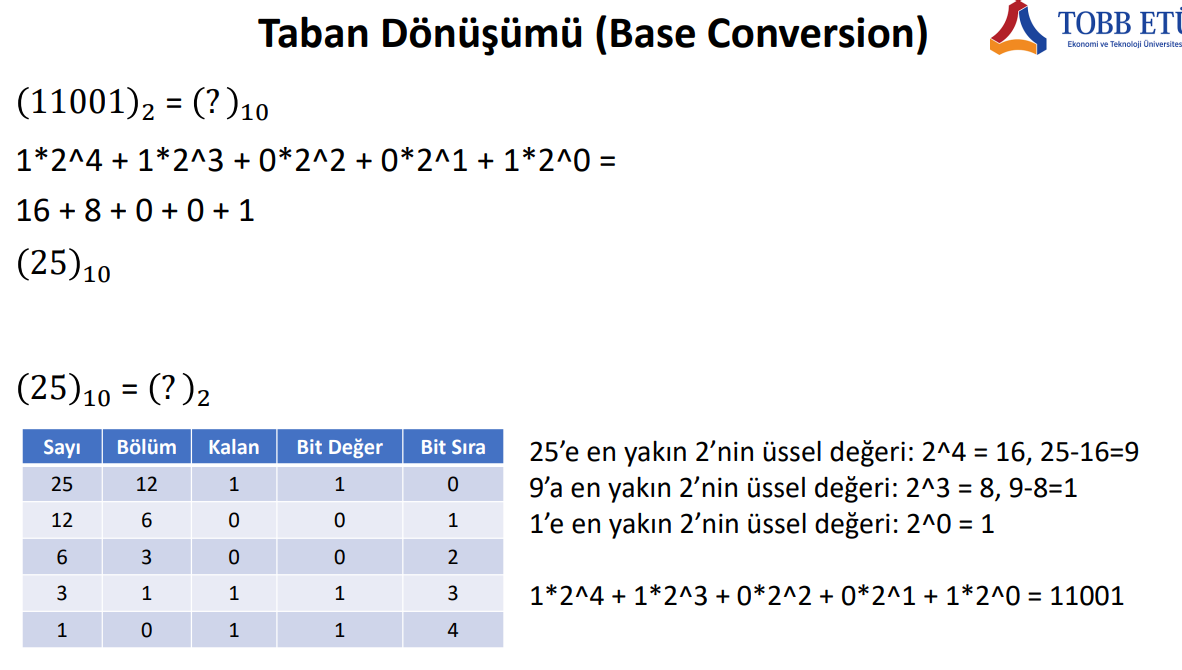 Taban Dönüşümü (Base Conversion)
TOBB ETÜ
Ekonomi ve Teknoloji Üniversites
(11001)₂ = (? )₁₀
1*2^4 + 1*2^3 + 0*2^2 + 0*2^1 + 1*2^0 =
16 + 8 + 0 + 0 + 1
(25)₁₀
(25)₁₀ = (? )₂
Sayı Bölüm Kalan Bit Değer Bit Sıra
25 12 1 1 0
12 6 0 0 1
6 3 0 0 2
3 1 1 1 3
1 0 1 1 4
25’e en yakın 2’nin üssel değeri: 2^4 = 16, 25-16=9
9’a en yakın 2’nin üssel değeri: 2^3 = 8, 9-8=1
1’e en yakın 2’nin üssel değeri: 2^0 = 1
1*2^4 + 1*2^3 + 0*2^2 + 0*2^1 + 1*2^0 = 11001